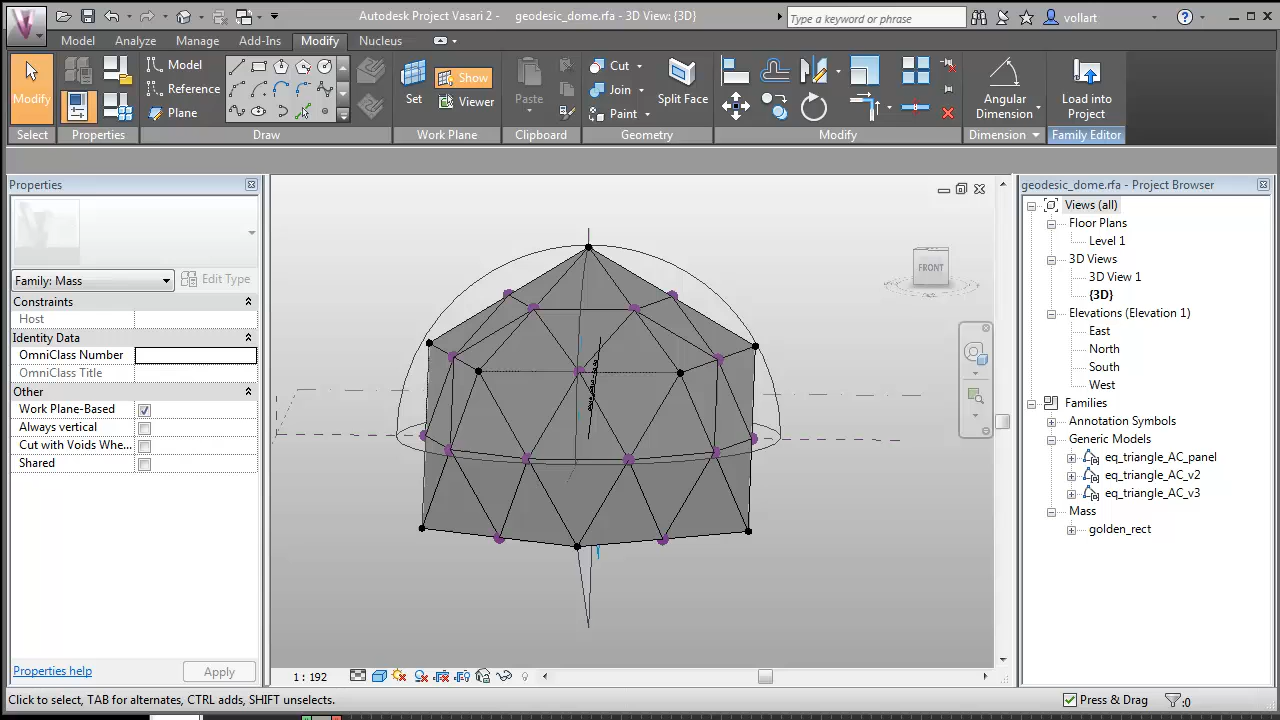 Autodesk Project Vasari 2 - geodesic_dome.rfa - 3D View: {3D}
Type a keyword or phrase
vollart
Model Analyze Manage Add-Ins Modify Nucleus
Modify
Model
Reference
Plane
Set
Show
Viewer
Paste
Cut
Join
Paint
Split Face
Angular
Dimension
Load into
Project
Select Properties Draw Work Plane Clipboard Geometry Modify Dimension Family Editor
Properties
Family: Mass
Edit Type
Constraints
Host
Identity Data
OmniClass Number
OmniClass Title
Other
Work Plane-Based
Always vertical
Cut with Voids Whe...
Shared
Properties help
Apply
FRONT
1 : 192
geodesic_dome.rfa - Project Browser
Views (all)
Floor Plans
Level 1
3D Views
3D View 1
{3D}
Elevations (Elevation 1)
East
North
South
West
Families
Annotation Symbols
Generic Models
eq_triangle_AC_panel
eq_triangle_AC_v2
eq_triangle_AC_v3
Mass
golden_rect
Click to select, TAB for alternates, CTRL adds, SHIFT unselects.
Press & Drag
:0